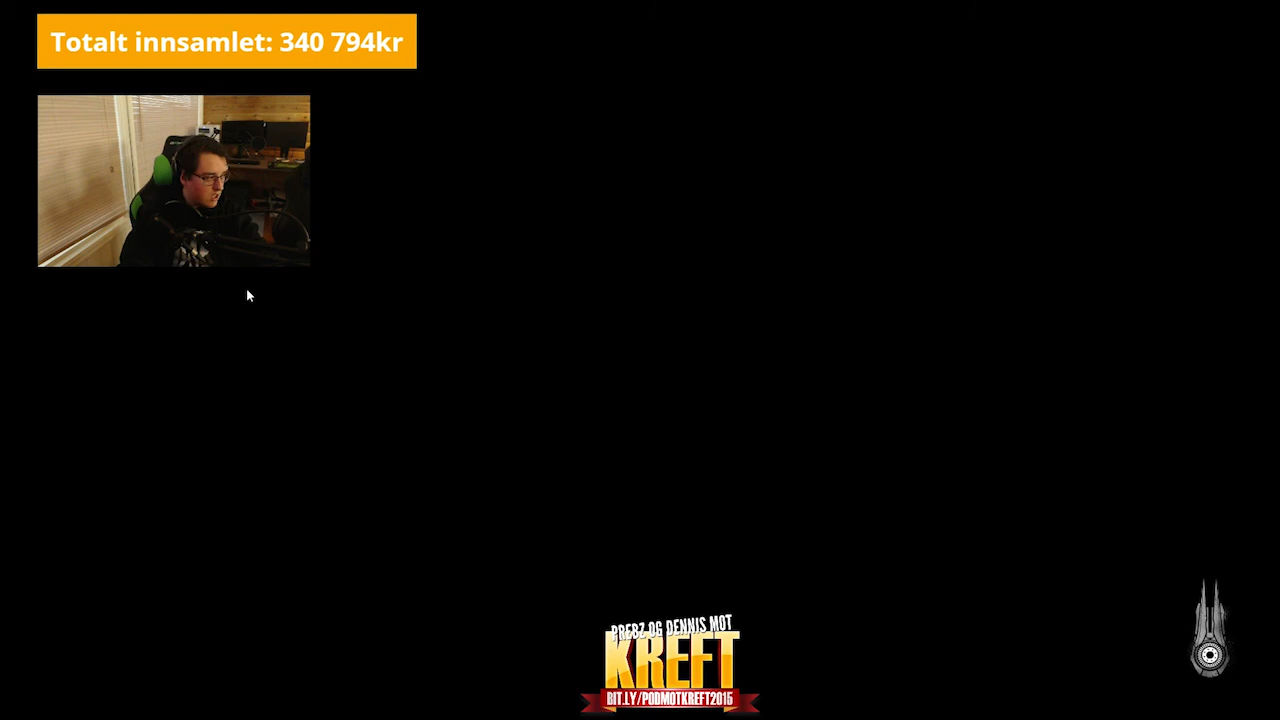 Totalt innsamlet: 340 794kr
PREBZ OG DENNIS MOT
KREFT
BIT.LY/PODMOTKREFT2015